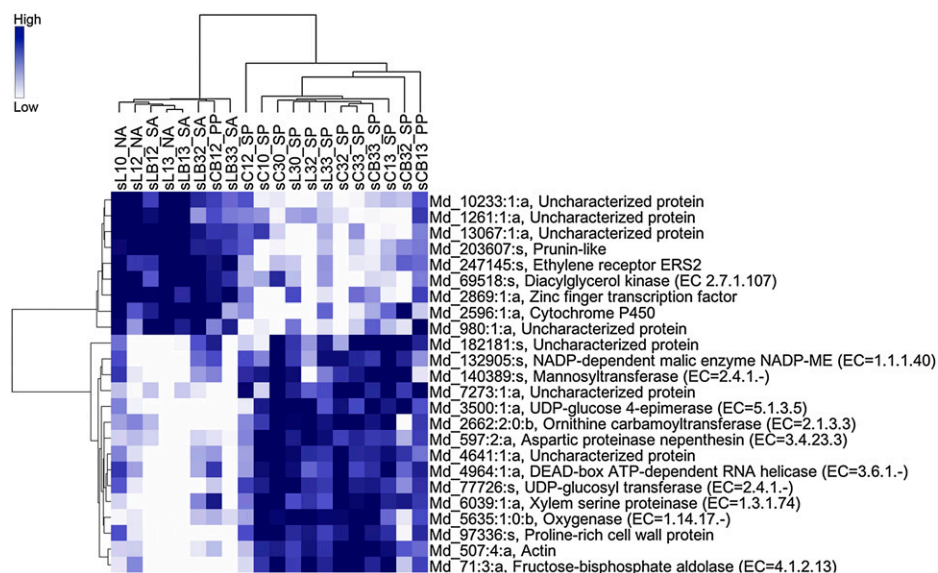 High
Low
sL10_NA
sL12_NA
sLB12_SA
sL13_NA
sLB13_SA
sLB32_SA
sCB12_PP
sLB33_SA
sC12_SP
sC10_SP
sC30_SP
sL30_SP
sL32_SP
sL33_SP
sC32_SP
sC33_SP
sCB33_SP
sC13_SP
sCB32_SP
sCB13_PP
Md_10233:1:a, Uncharacterized protein
Md_1261:1:a, Uncharacterized protein
Md_13067:1:a, Uncharacterized protein
Md_203607:s, Prunin-like
Md_247145:s, Ethylene receptor ERS2
Md_69518:s, Diacylglycerol kinase (EC 2.7.1.107)
Md_2869:1:a, Zinc finger transcription factor
Md_2596:1:a, Cytochrome P450
Md_980:1:a, Uncharacterized protein
Md_182181:s, Uncharacterized protein
Md_132905:s, NADP-dependent malic enzyme NADP-ME (EC=1.1.1.40)
Md_140389:s, Mannosyltransferase (EC=2.4.1.-)
Md_7273:1:a, Uncharacterized protein
Md_3500:1:a, UDP-glucose 4-epimerase (EC=5.1.3.5)
Md_2662:2:0:b, Ornithine carbamoyltransferase (EC=2.1.3.3)
Md_597:2:a, Aspartic proteinase nepenthesin (EC=3.4.23.3)
Md_4641:1:a, Uncharacterized protein
Md_4964:1:a, DEAD-box ATP-dependent RNA helicase (EC=3.6.1.-)
Md_77726:s, UDP-glucosyl transferase (EC=2.4.1.-)
Md_6039:1:a, Xylem serine proteinase (EC=1.3.1.74)
Md_5635:1:0:b, Oxygenase (EC=1.14.17.-)
Md_97336:s, Proline-rich cell wall protein
Md_507:4:a, Actin
Md_71:3:a, Fructose-bisphosphate aldolase (EC=4.1.2.13)